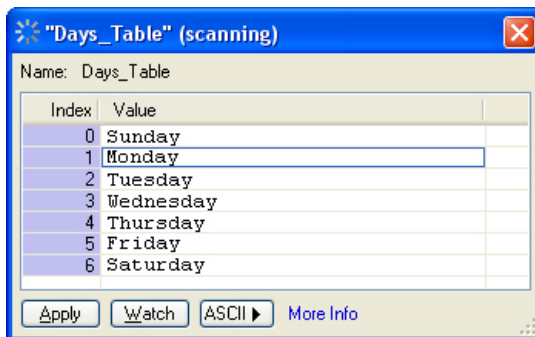 "Days_Table" (scanning)
Name: Days_Table
Index Value
0 Sunday
1 Monday
2 Tuesday
3 Wednesday
4 Thursday
5 Friday
6 Saturday
Apply Watch ASCII More Info